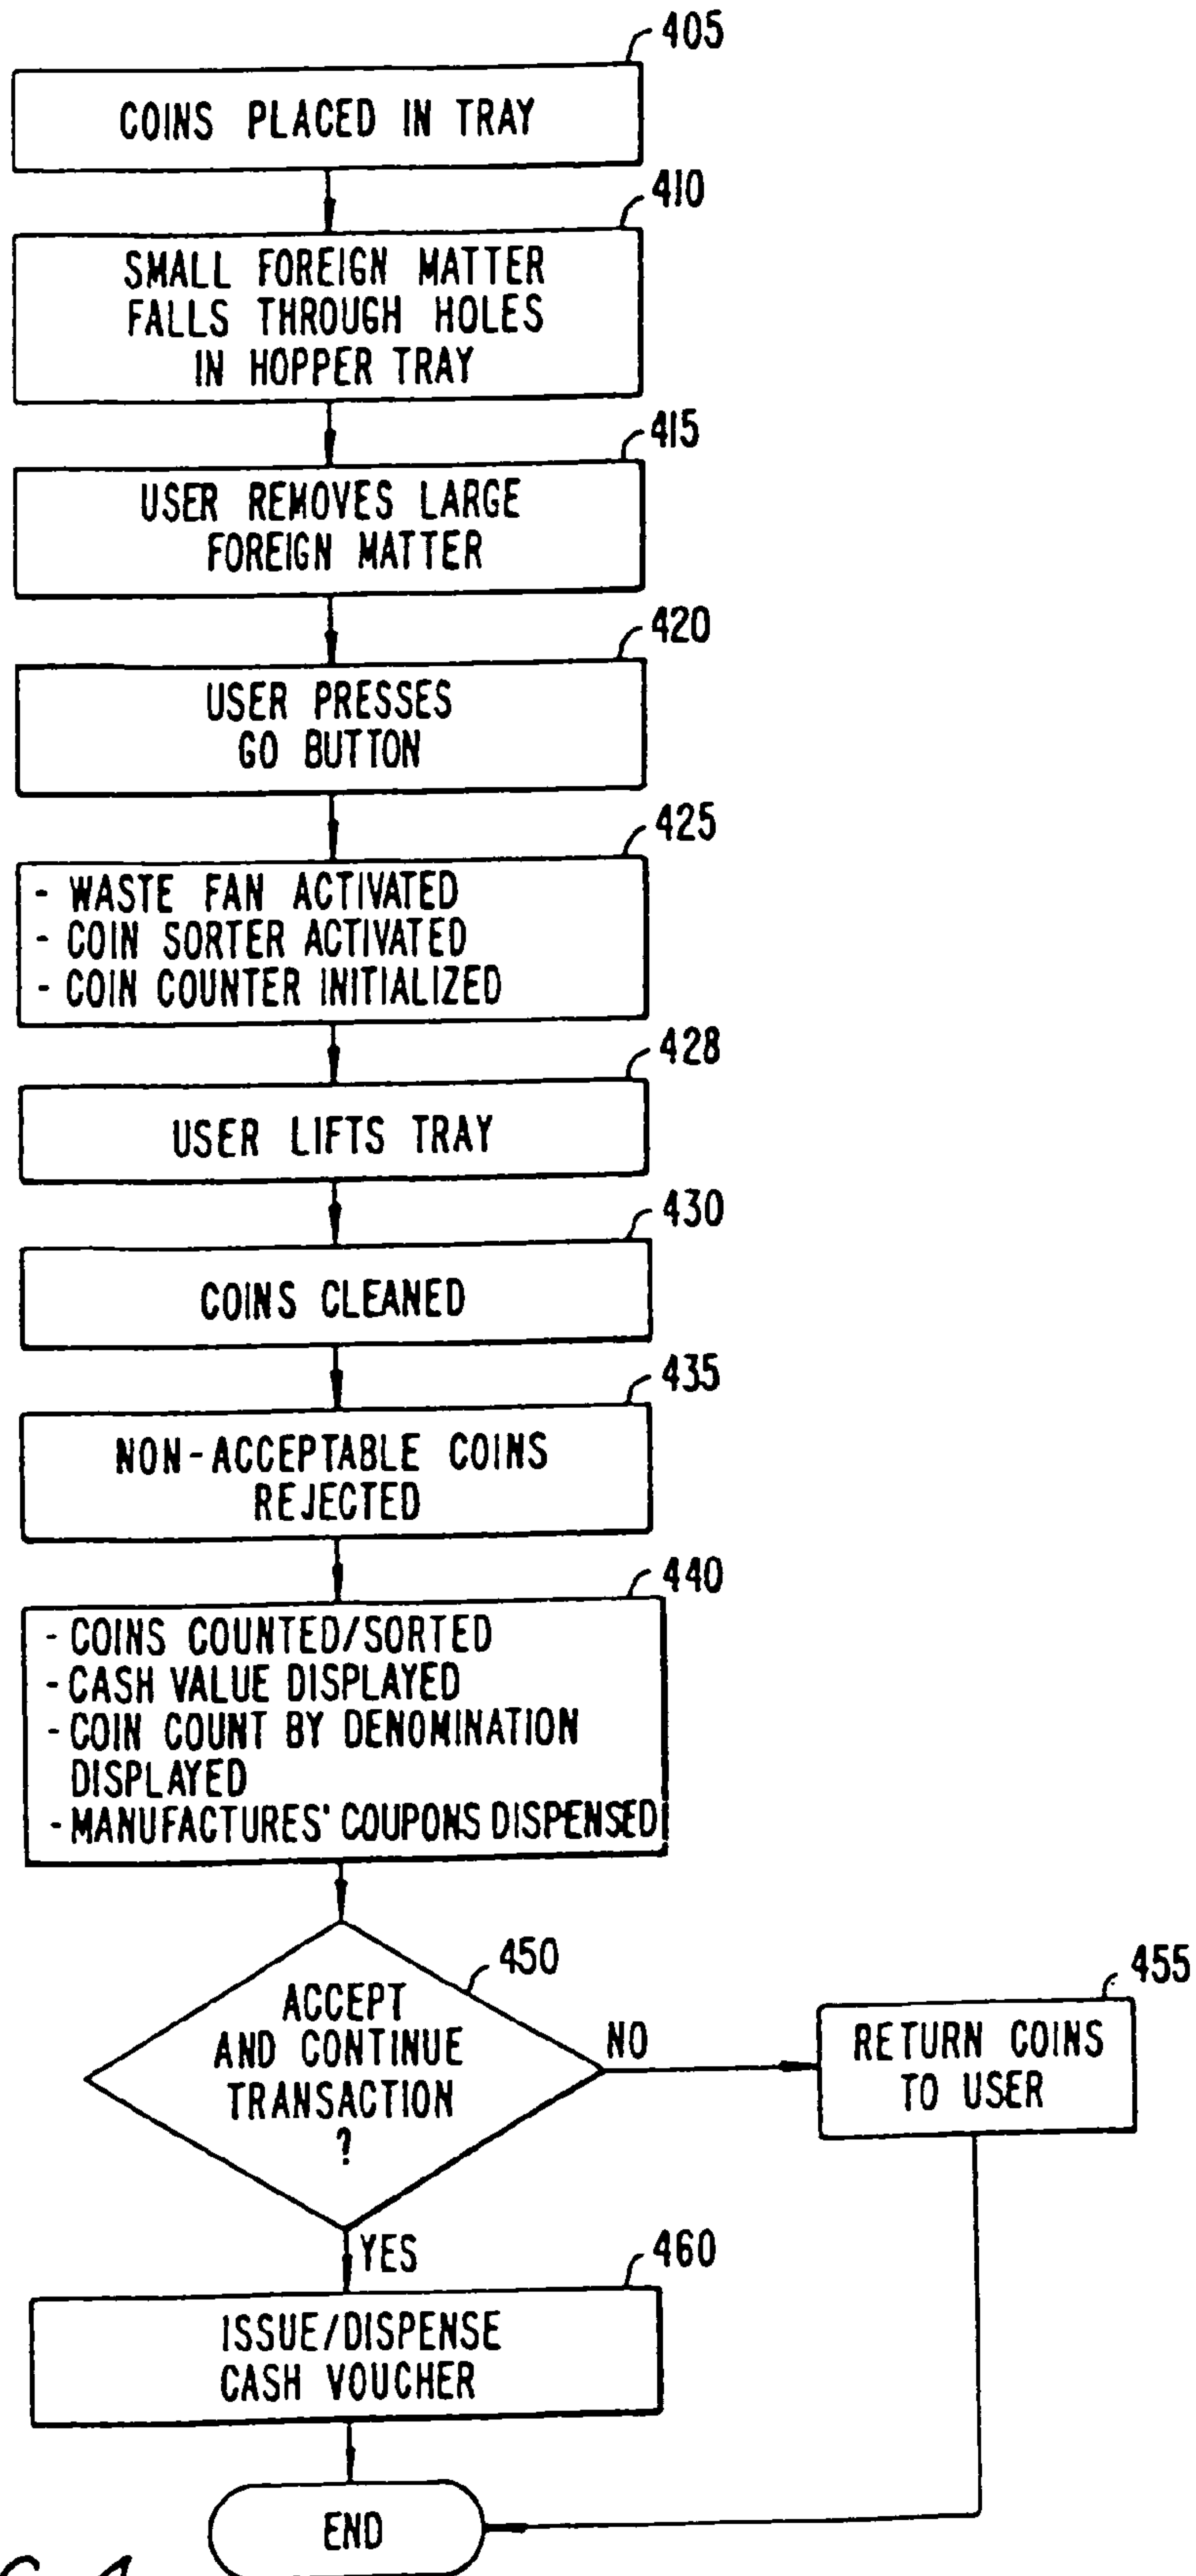 405
COINS PLACED IN TRAY
410
SMALL FOREIGN MATTER
FALLS THROUGH HOLES
IN HOPPER TRAY
415
USER REMOVES LARGE
FOREIGN MATTER
420
USER PRESSES
GO BUTTON
425
- WASTE FAN ACTIVATED
- COIN SORTER ACTIVATED
- COIN COUNTER INITIALIZED
428
USER LIFTS TRAY
430
COINS CLEANED
435
NON-ACCEPTABLE COINS
REJECTED
440
- COINS COUNTED/SORTED
- CASH VALUE DISPLAYED
- COIN COUNT BY DENOMINATION
DISPLAYED
- MANUFACTURES' COUPONS DISPENSED
450
ACCEPT
AND CONTINUE
TRANSACTION
?
NO
455
RETURN COINS
TO USER
YES
460
ISSUE/DISPENSE
CASH VOUCHER
END